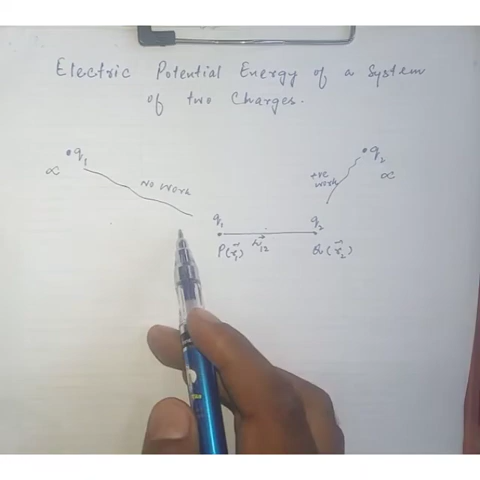 Electric Potential Energy of a System
of two Charges.
q₁
∝
No Work
+ve
work
q₂
∝
q₁
q₂
P(r⃗₁)
r⃗₁₂
Q(r⃗₂)